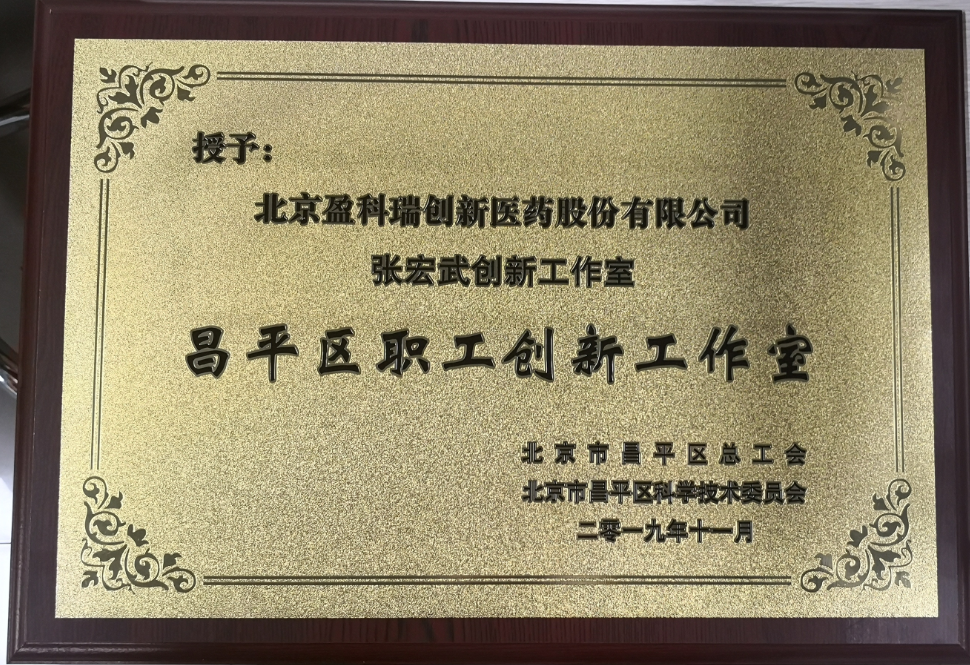 授予：
北京盈科瑞创新医药股份有限公司
张宏武创新工作室
昌平区职工创新工作室
北京市昌平区总工会
北京市昌平区科学技术委员会
二零一九年十一月